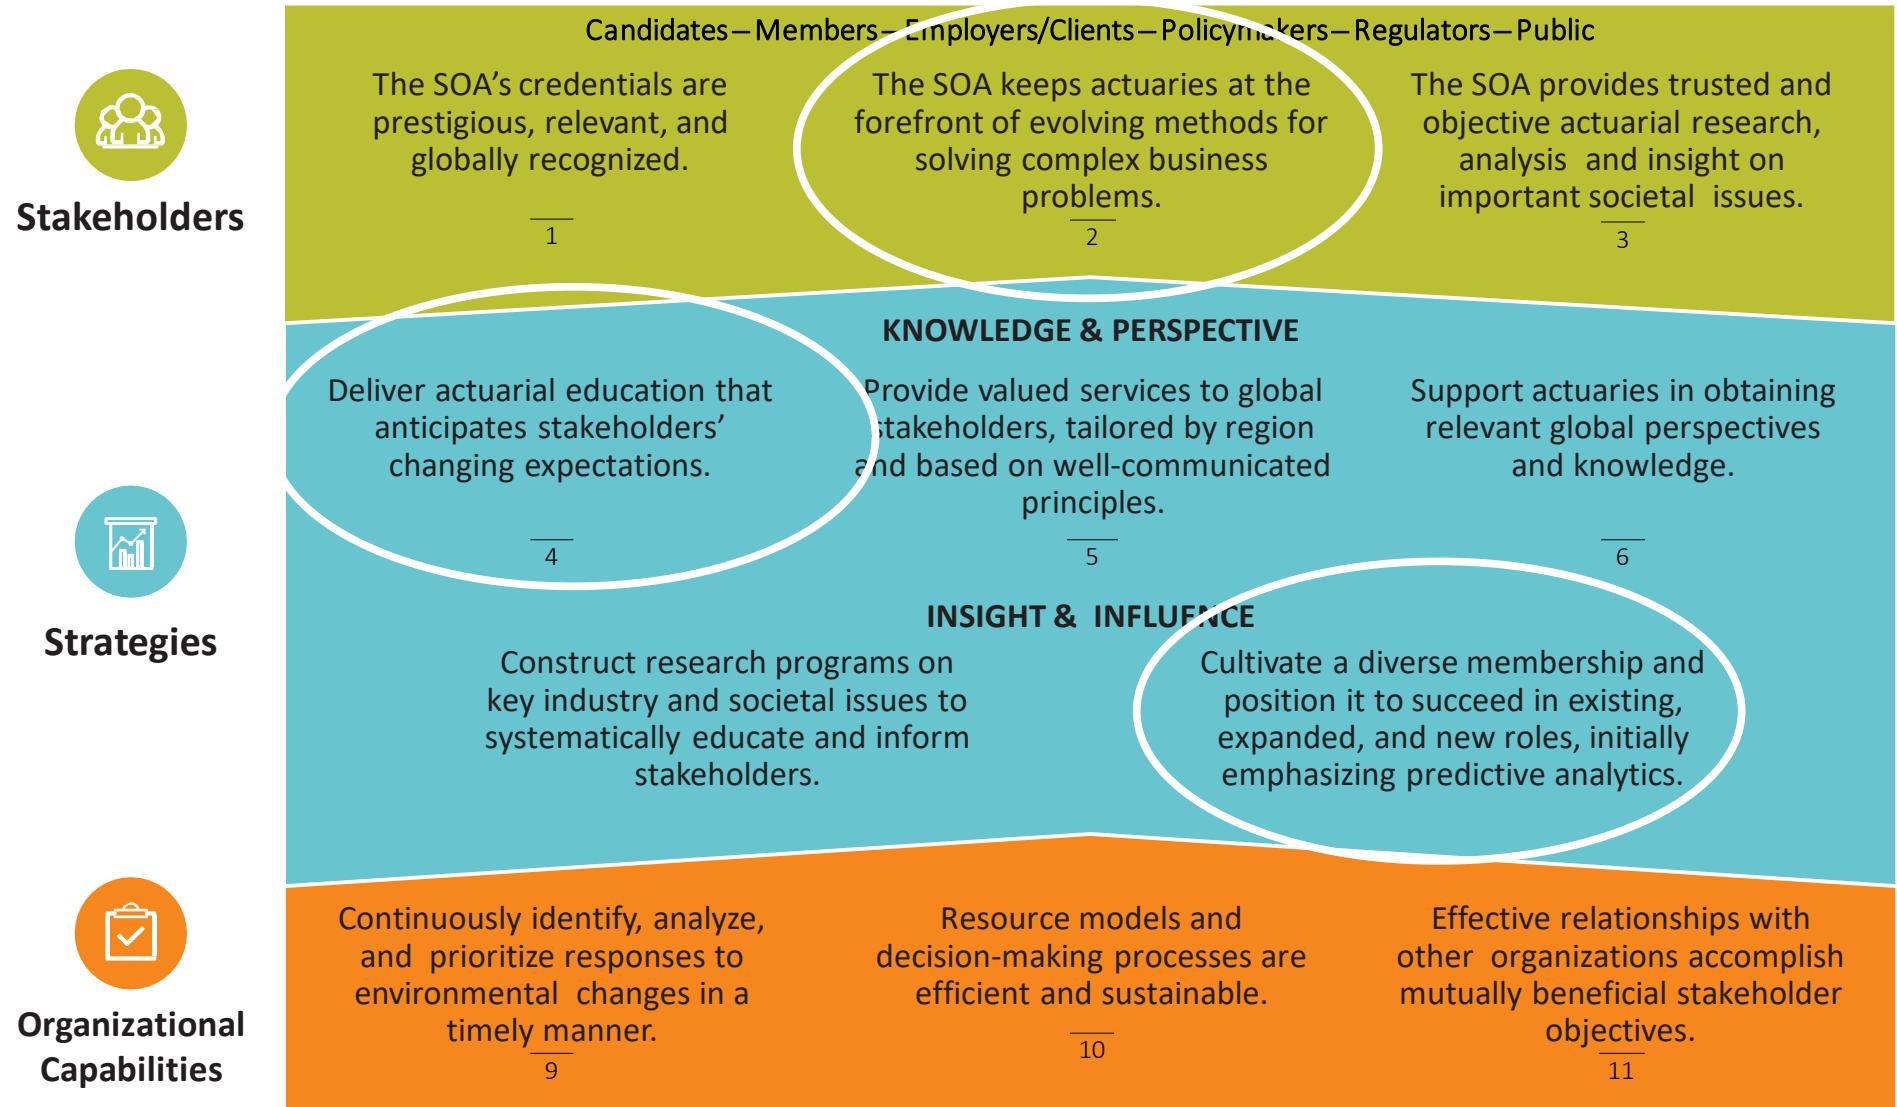 Candidates – Members – Employers/Clients – Policymakers – Regulators – Public
Stakeholders
The SOA’s credentials are
prestigious, relevant, and
globally recognized.
1
The SOA keeps actuaries at the
forefront of evolving methods for
solving complex business
problems.
2
The SOA provides trusted and
objective actuarial research,
analysis and insight on
important societal issues.
3
Strategies
KNOWLEDGE & PERSPECTIVE
Deliver actuarial education that
anticipates stakeholders’
changing expectations.
4
Provide valued services to global
stakeholders, tailored by region
and based on well-communicated
principles.
5
Support actuaries in obtaining
relevant global perspectives
and knowledge.
6
INSIGHT & INFLUENCE
Construct research programs on
key industry and societal issues to
systematically educate and inform
stakeholders.
Cultivate a diverse membership and
position it to succeed in existing,
expanded, and new roles, initially
emphasizing predictive analytics.
Organizational
Capabilities
Continuously identify, analyze,
and prioritize responses to
environmental changes in a
timely manner.
9
Resource models and
decision-making processes are
efficient and sustainable.
10
Effective relationships with
other organizations accomplish
mutually beneficial stakeholder
objectives.
11